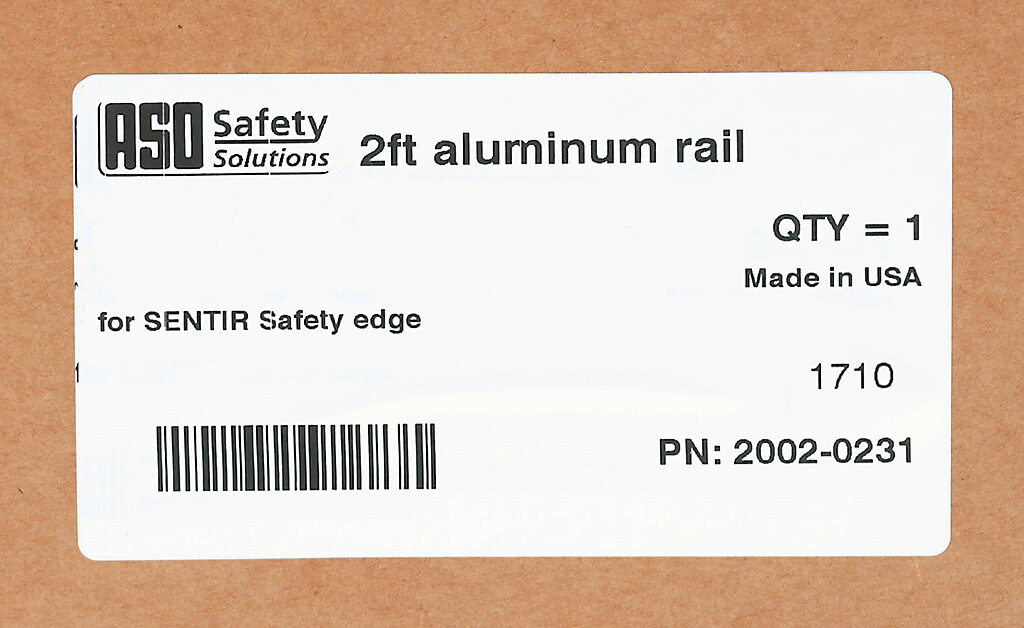 ASO Safety Solutions
2ft aluminum rail
QTY = 1
Made in USA
for SENTIR Safety edge
1710
PN: 2002-0231